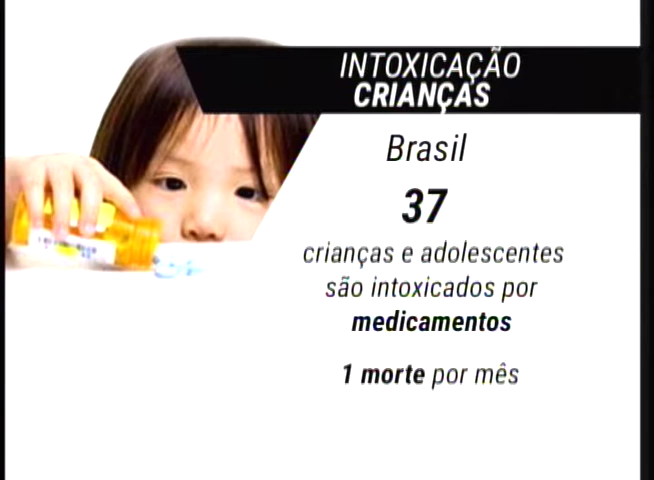 INTOXICAÇÃO
CRIANÇAS
Brasil
37
crianças e adolescentes
são intoxicados por
medicamentos
1 morte por mês